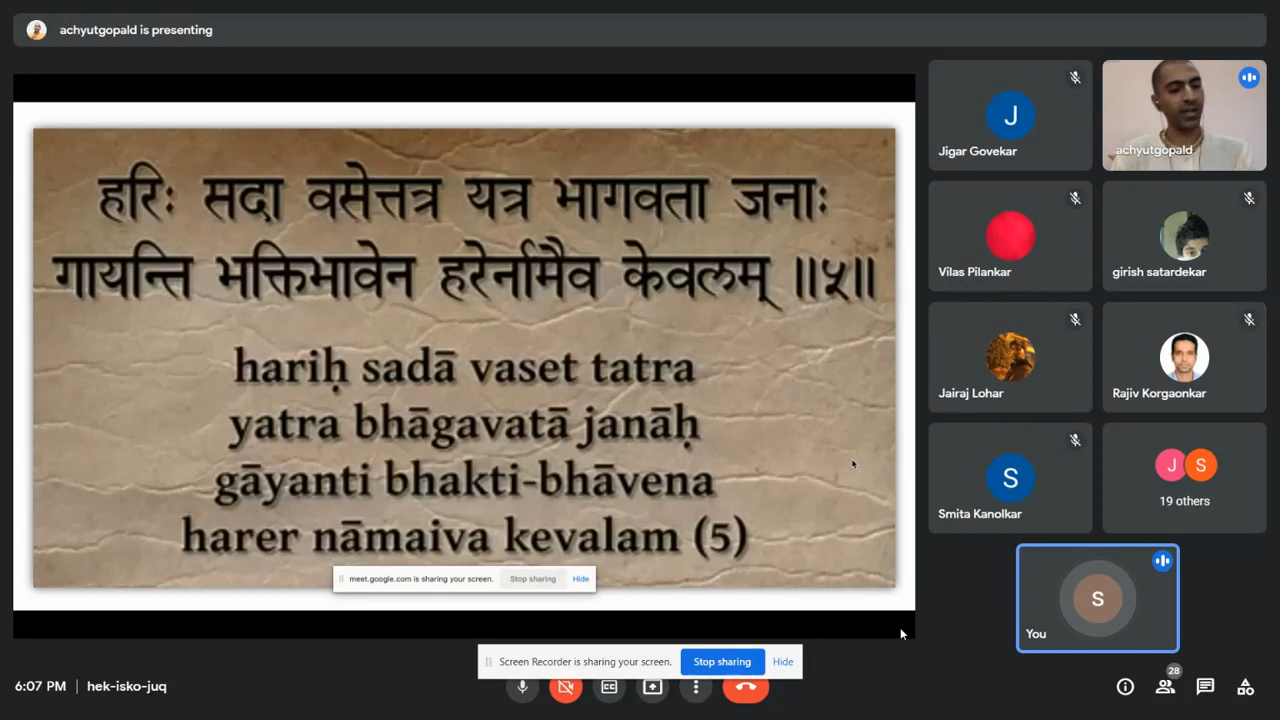 achyutgopald is presenting
हरिः सदा वसेत्तत्र यत्र भागवता जनाः
गायन्ति भक्तिभावेन हरेर्नामैव केवलम् ॥५॥
hariḥ sadā vaset tatra
yatra bhāgavatā janāḥ
gāyanti bhakti-bhāvena
harer nāmaiva kevalam (5)
meet.google.com is sharing your screen. Stop sharing Hide
J
Jigar Govekar
achyutgopald
Vilas Pilankar
girish satardekar
Jairaj Lohar
Rajiv Korgaonkar
S
Smita Kanolkar
J S
19 others
S
You
Screen Recorder is sharing your screen. Stop sharing Hide
6:07 PM | hek-isko-juq
CC
28